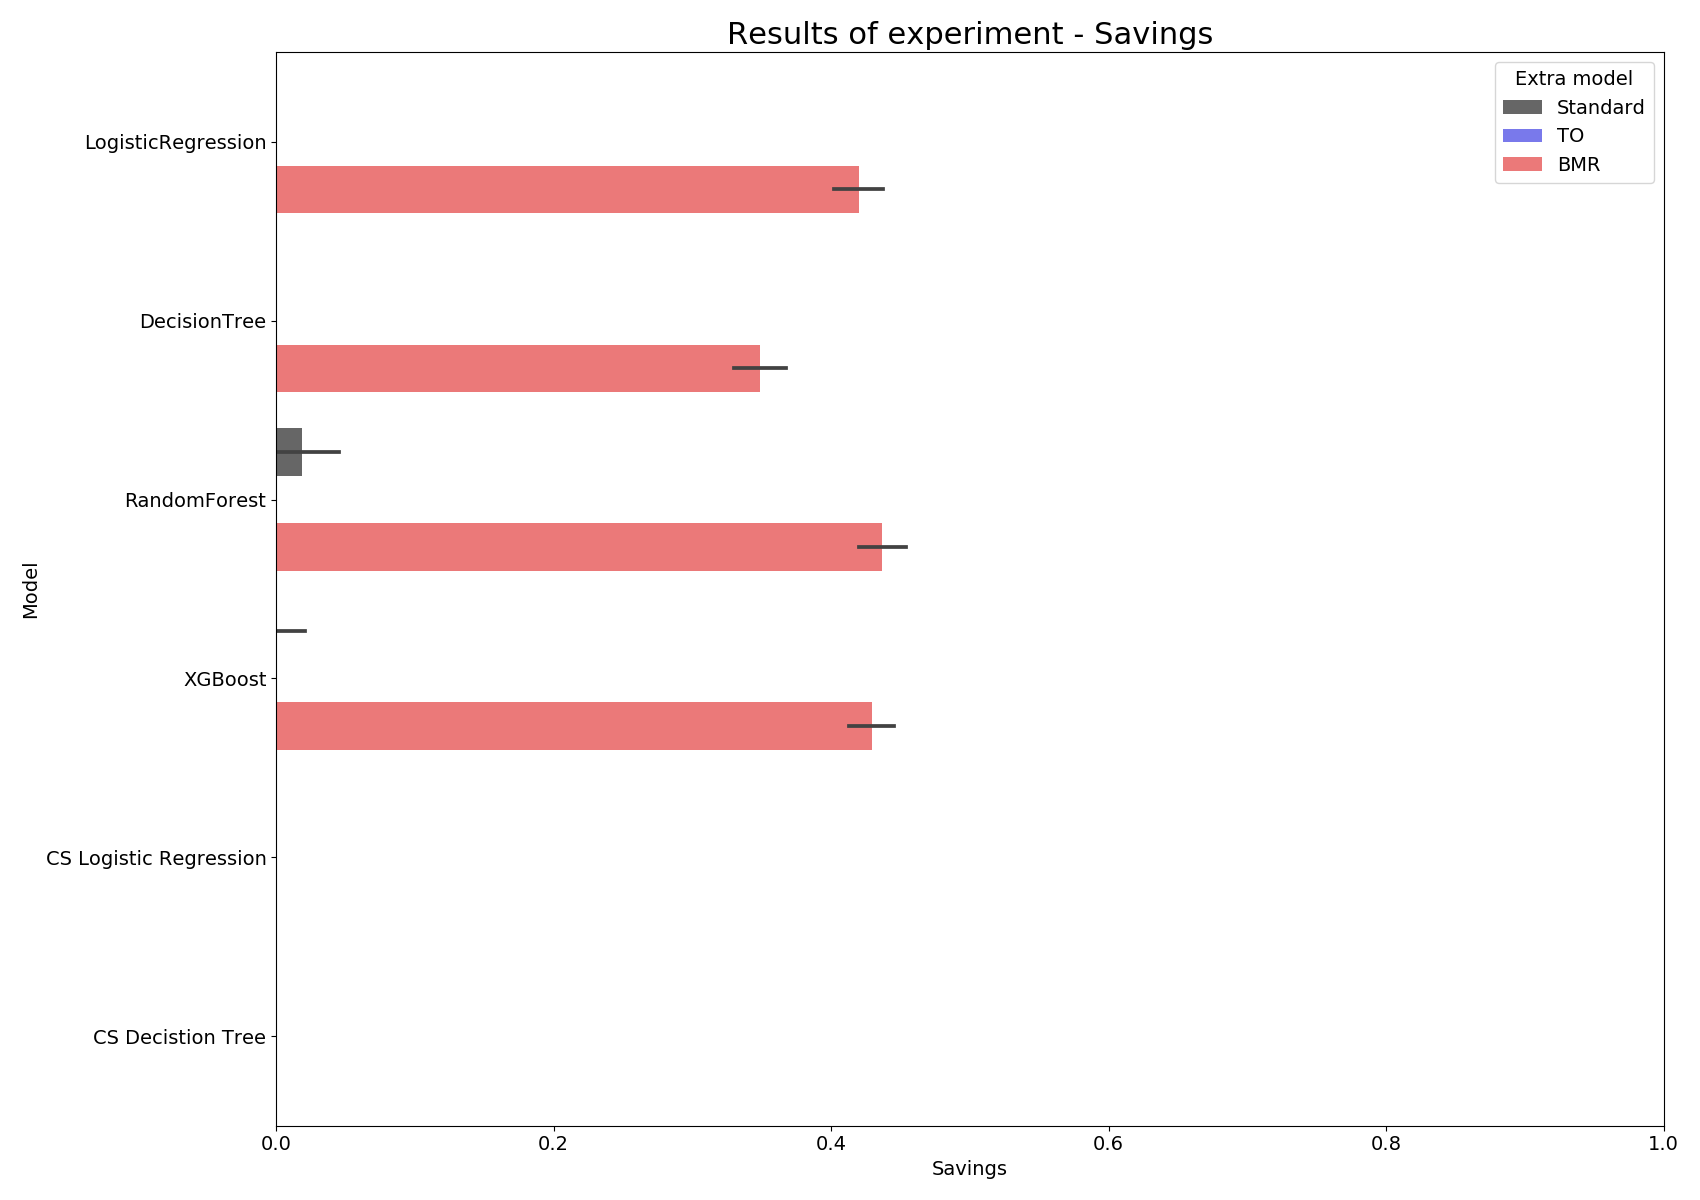 Results of experiment - Savings
Extra model
Standard
TO
BMR
LogisticRegression
DecisionTree
RandomForest
XGBoost
CS Logistic Regression
CS Decistion Tree
Model
0.0 0.2 0.4 0.6 0.8 1.0
Savings